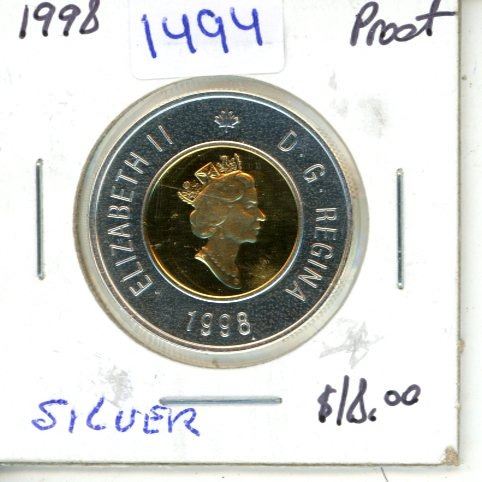 1998 1494 Proof
ELIZABETH II D·G·REGINA
1998
SILVER $18.00